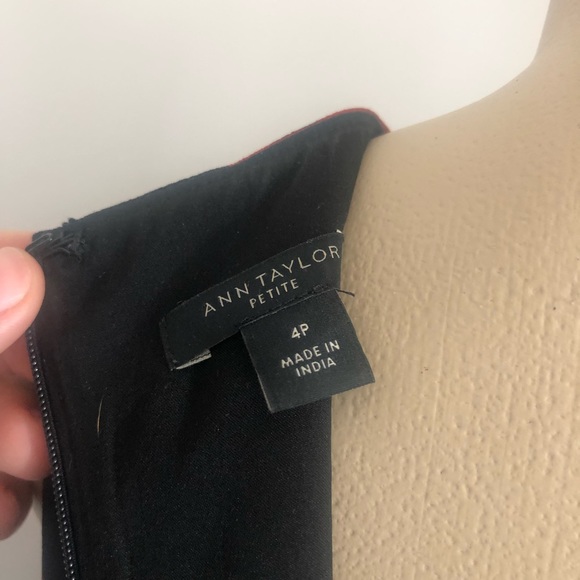 ANN TAYLOR
PETITE
4P
MADE IN
INDIA